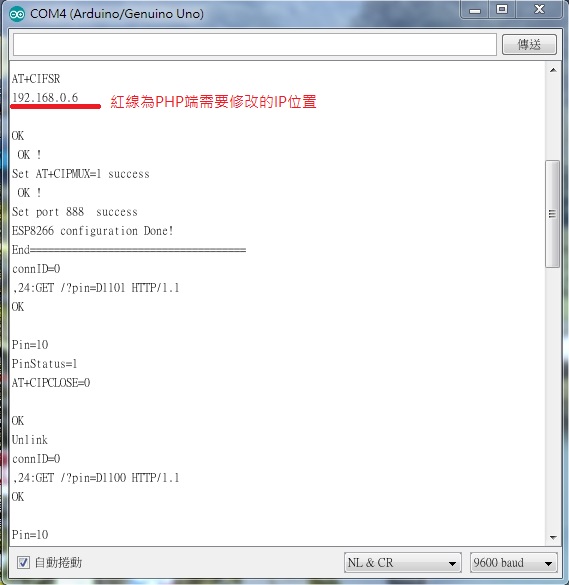 COM4 (Arduino/Genuino Uno)
傳送
AT+CIFSR
192.168.0.6 紅線為PHP端需要修改的IP位置
OK
OK !
Set AT+CIPMUX=1 success
OK !
Set port 888 success
ESP8266 configuration Done!
End====================================
connID=0
,24:GET /?pin=D1101 HTTP/1.1
OK
Pin=10
PinStatus=1
AT+CIPCLOSE=0
OK
Unlink
connID=0
,24:GET /?pin=D1100 HTTP/1.1
OK
Pin=10
自動捲動 NL & CR 9600 baud